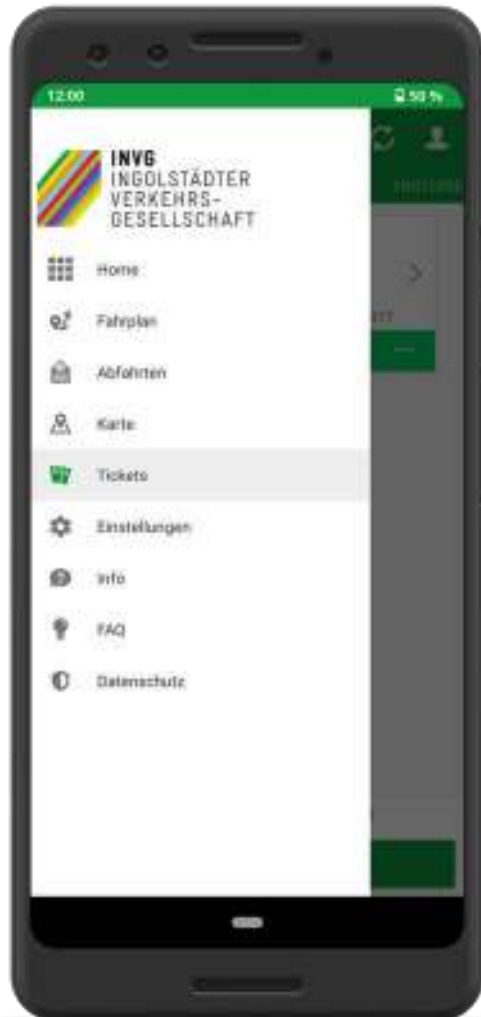 12:00
50 %
INVG
INGOLSTÄDTER
VERKEHRS-
GESELLSCHAFT
Home
Fahrplan
Abfahrten
Karte
Tickets
Einstellungen
Info
FAQ
Datenschutz